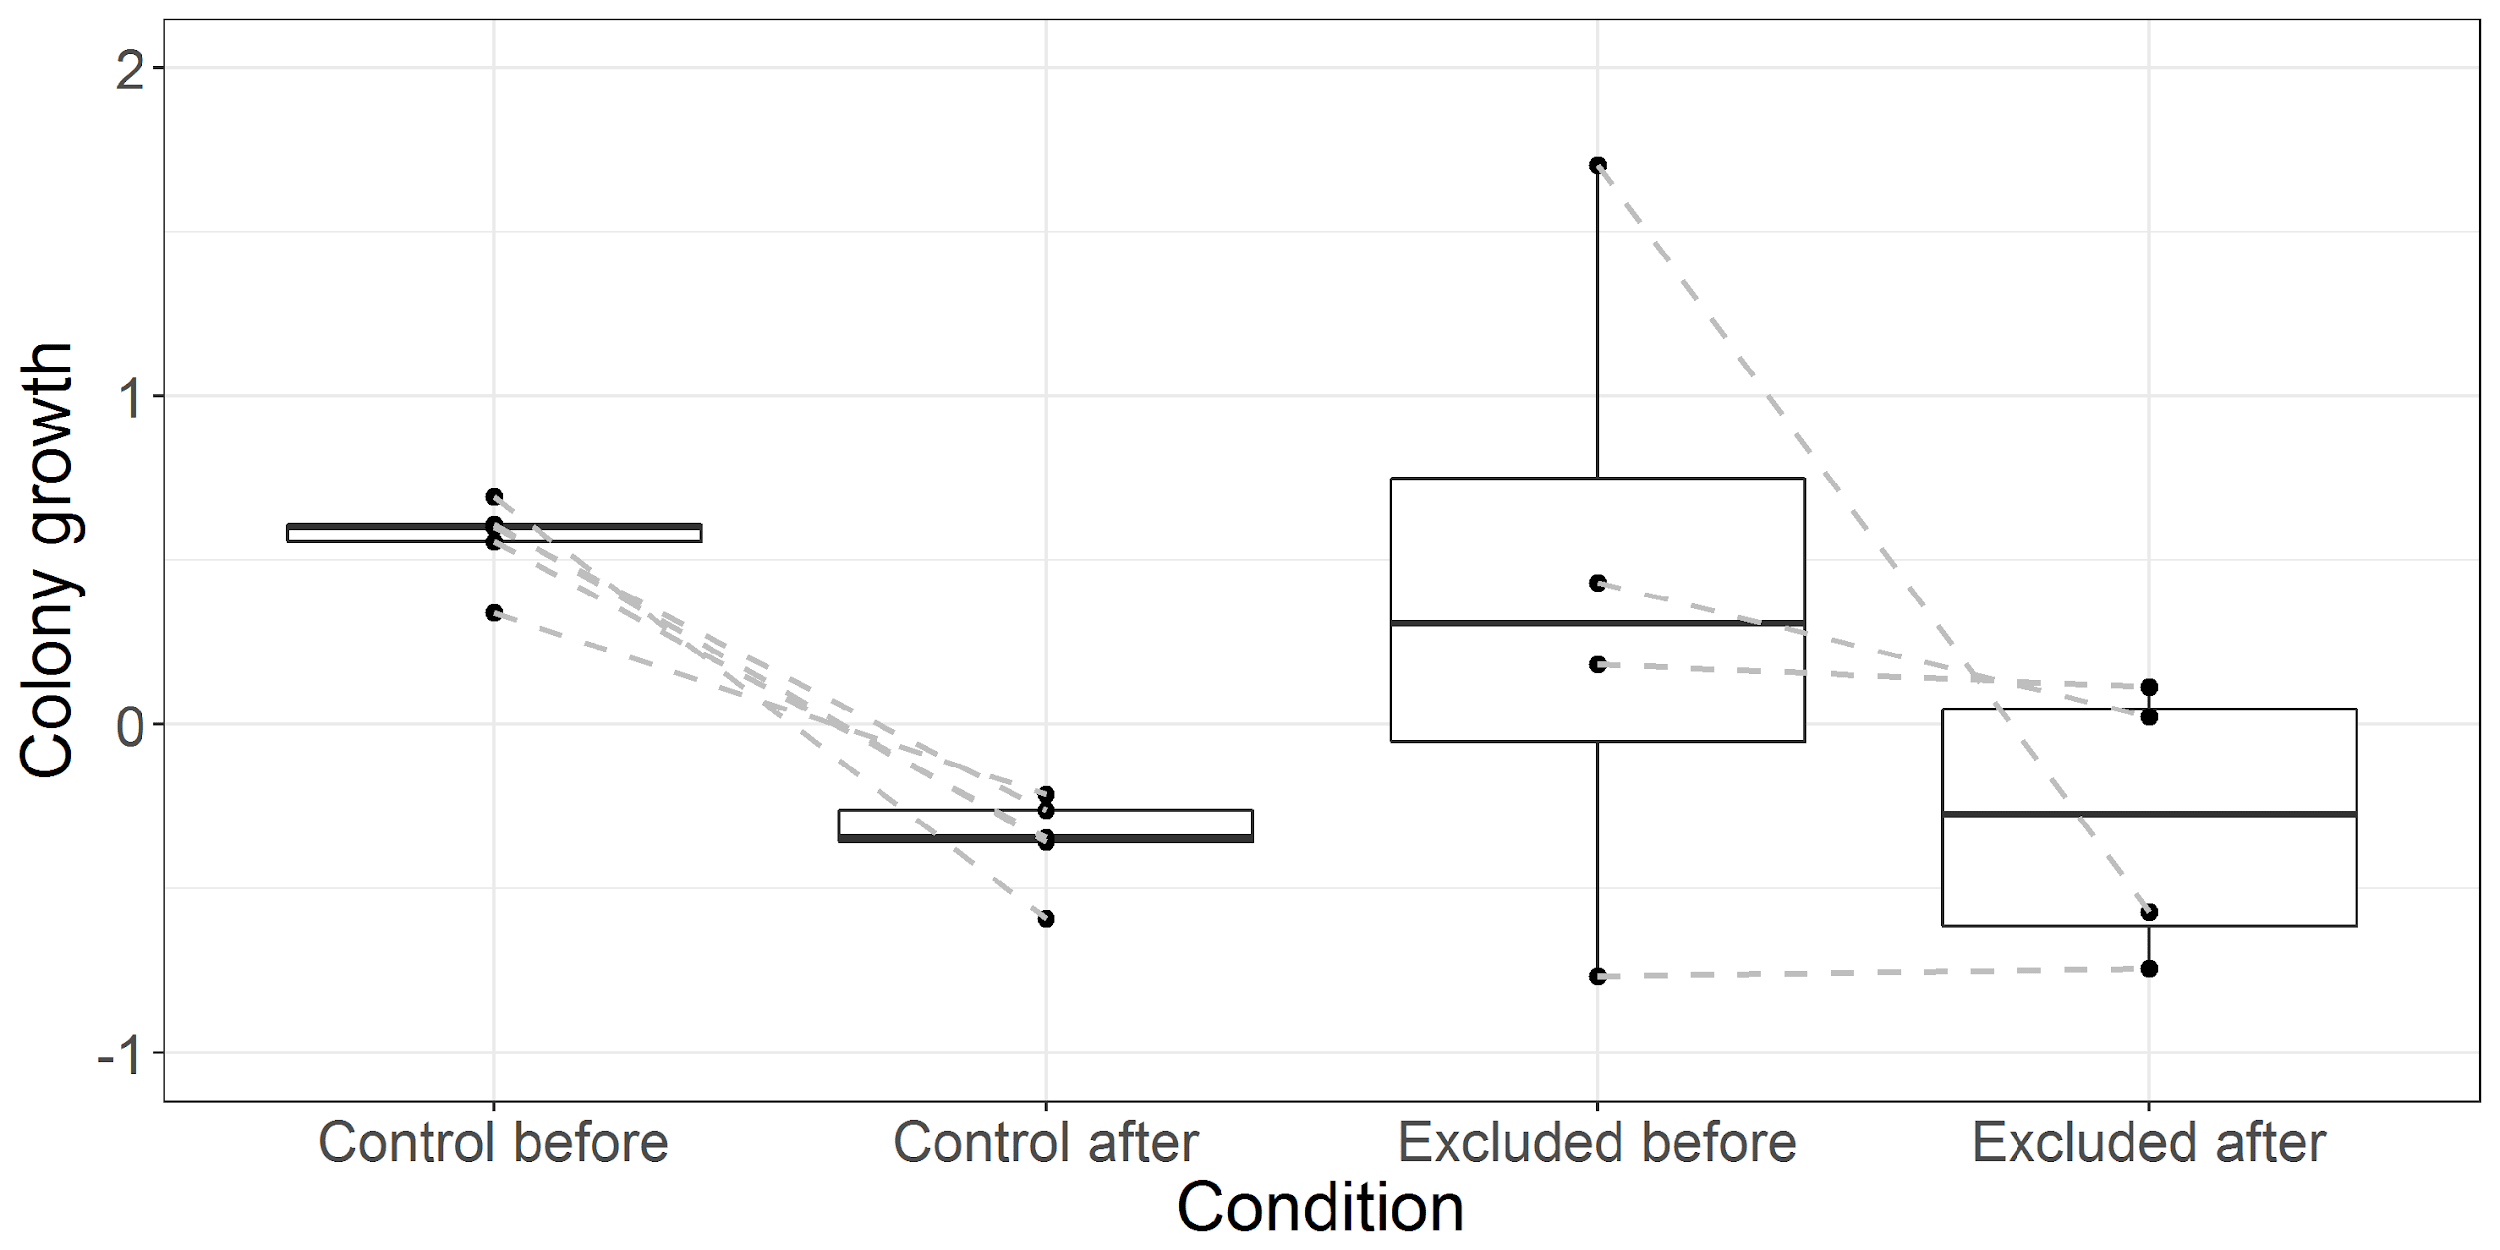 Colony growth
2
1
0
-1
Control before
Control after
Excluded before
Excluded after
Condition